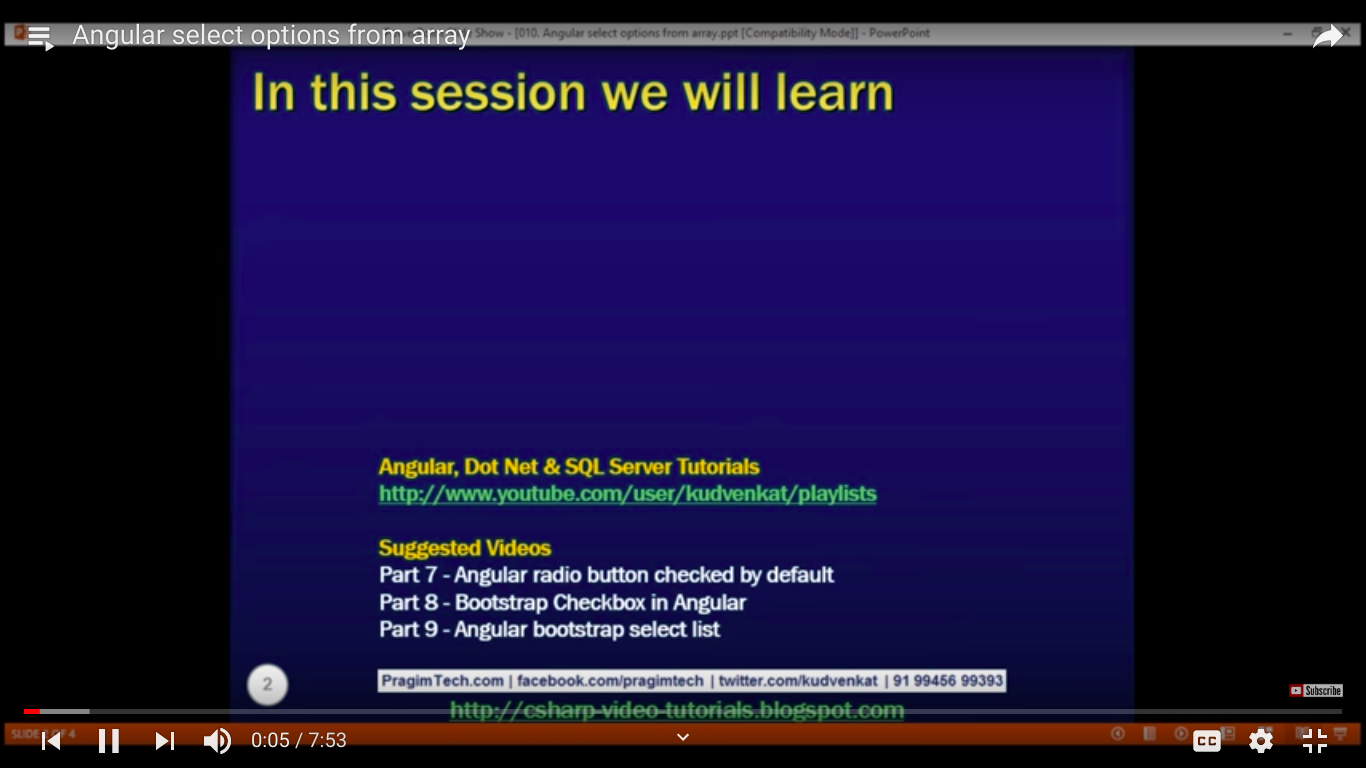 Angular select options from array
Show - [010. Angular select options from array.ppt [Compatibility Mode]] - PowerPoint
In this session we will learn
Angular, Dot Net & SQL Server Tutorials
http://www.youtube.com/user/kudvenkat/playlists
Suggested Videos
Part 7 - Angular radio button checked by default
Part 8 - Bootstrap Checkbox in Angular
Part 9 - Angular bootstrap select list
2
PragimTech.com | facebook.com/pragimtech | twitter.com/kudvenkat | 91 99456 99393
Subscribe
http://csharp-video-tutorials.blogspot.com
SLIDE OF 4
0:05 / 7:53
CC